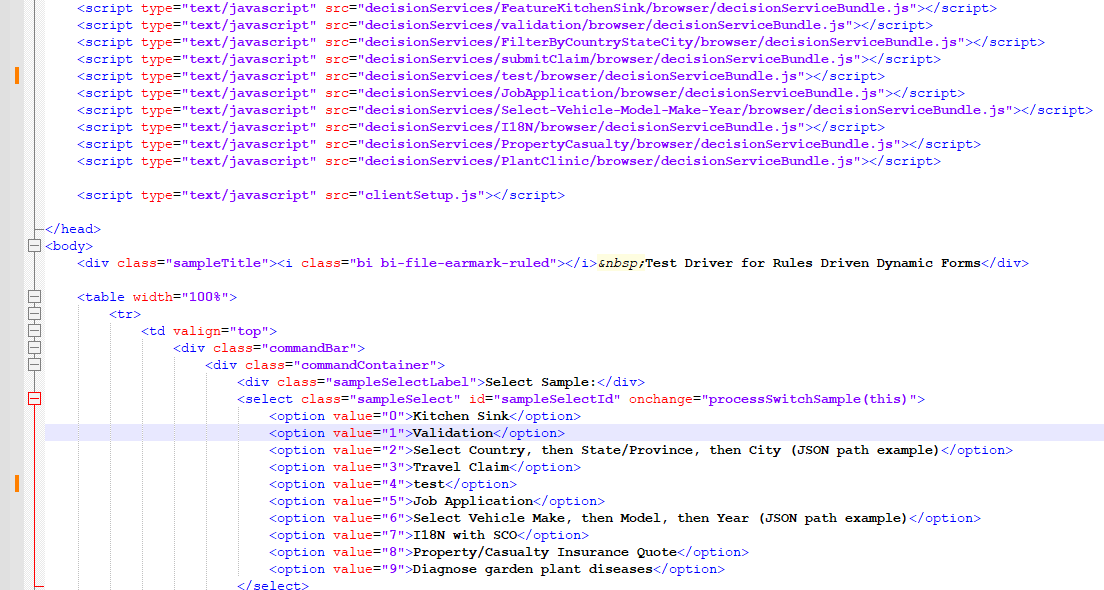 <script type="text/javascript" src="decisionServices/FeatureKitchenSink/browser/decisionServiceBundle.js"></script>
<script type="text/javascript" src="decisionServices/validation/browser/decisionServiceBundle.js"></script>
<script type="text/javascript" src="decisionServices/FilterByCountryStateCity/browser/decisionServiceBundle.js"></script>
<script type="text/javascript" src="decisionServices/submitClaim/browser/decisionServiceBundle.js"></script>
<script type="text/javascript" src="decisionServices/test/browser/decisionServiceBundle.js"></script>
<script type="text/javascript" src="decisionServices/JobApplication/browser/decisionServiceBundle.js"></script>
<script type="text/javascript" src="decisionServices/Select-Vehicle-Model-Make-Year/browser/decisionServiceBundle.js"></script>
<script type="text/javascript" src="decisionServices/I18N/browser/decisionServiceBundle.js"></script>
<script type="text/javascript" src="decisionServices/PropertyCasualty/browser/decisionServiceBundle.js"></script>
<script type="text/javascript" src="decisionServices/PlantClinic/browser/decisionServiceBundle.js"></script>
<script type="text/javascript" src="clientSetup.js"></script>
</head>
<body>
<div class="sampleTitle"><i class="bi bi-file-earmark-ruled"></i>&nbsp;Test Driver for Rules Driven Dynamic Forms</div>
<table width="100%">
<tr>
<td valign="top">
<div class="commandBar">
<div class="commandContainer">
<div class="sampleSelectLabel">Select Sample:</div>
<select class="sampleSelect" id="sampleSelectId" onchange="processSwitchSample(this)">
<option value="0">Kitchen Sink</option>
<option value="1">Validation</option>
<option value="2">Select Country, then State/Province, then City (JSON path example)</option>
<option value="3">Travel Claim</option>
<option value="4">test</option>
<option value="5">Job Application</option>
<option value="6">Select Vehicle Make, then Model, then Year (JSON path example)</option>
<option value="7">I18N with SCO</option>
<option value="8">Property/Casualty Insurance Quote</option>
<option value="9">Diagnose garden plant diseases</option>
</select>